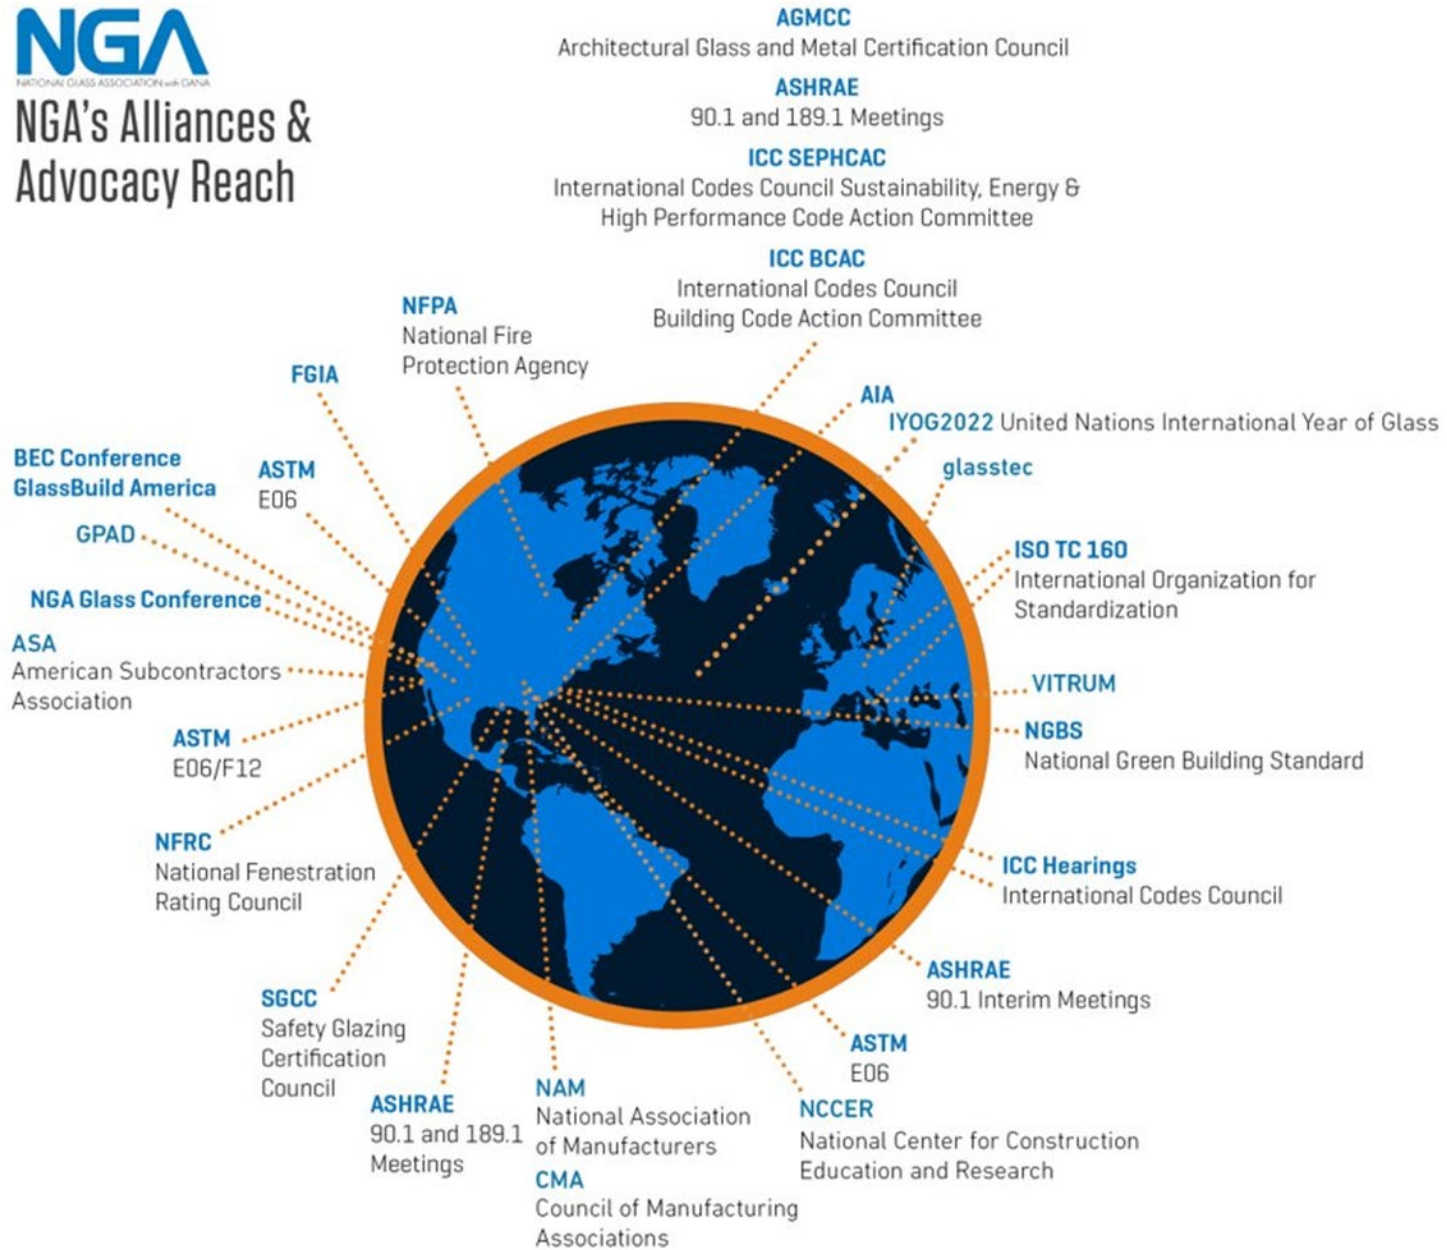 NGA
NATIONAL GLASS ASSOCIATION with GANA
NGA's Alliances &
Advocacy Reach
AGMCC
Architectural Glass and Metal Certification Council
ASHRAE
90.1 and 189.1 Meetings
ICC SEPHCAC
International Codes Council Sustainability, Energy &
High Performance Code Action Committee
ICC BCAC
International Codes Council
Building Code Action Committee
NFPA
National Fire
Protection Agency
FGIA
AIA
IYOG2022 United Nations International Year of Glass
glasstec
BEC Conference
GlassBuild America
ASTM
E06
GPAD
ISO TC 160
International Organization for
Standardization
NGA Glass Conference
ASA
American Subcontractors
Association
VITRUM
NGBS
National Green Building Standard
ASTM
E06/F12
NFRC
National Fenestration
Rating Council
ICC Hearings
International Codes Council
ASHRAE
90.1 Interim Meetings
SGCC
Safety Glazing
Certification
Council
ASTM
E06
ASHRAE
90.1 and 189.1
Meetings
NAM
National Association
of Manufacturers
CMA
Council of Manufacturing
Associations
NCCER
National Center for Construction
Education and Research